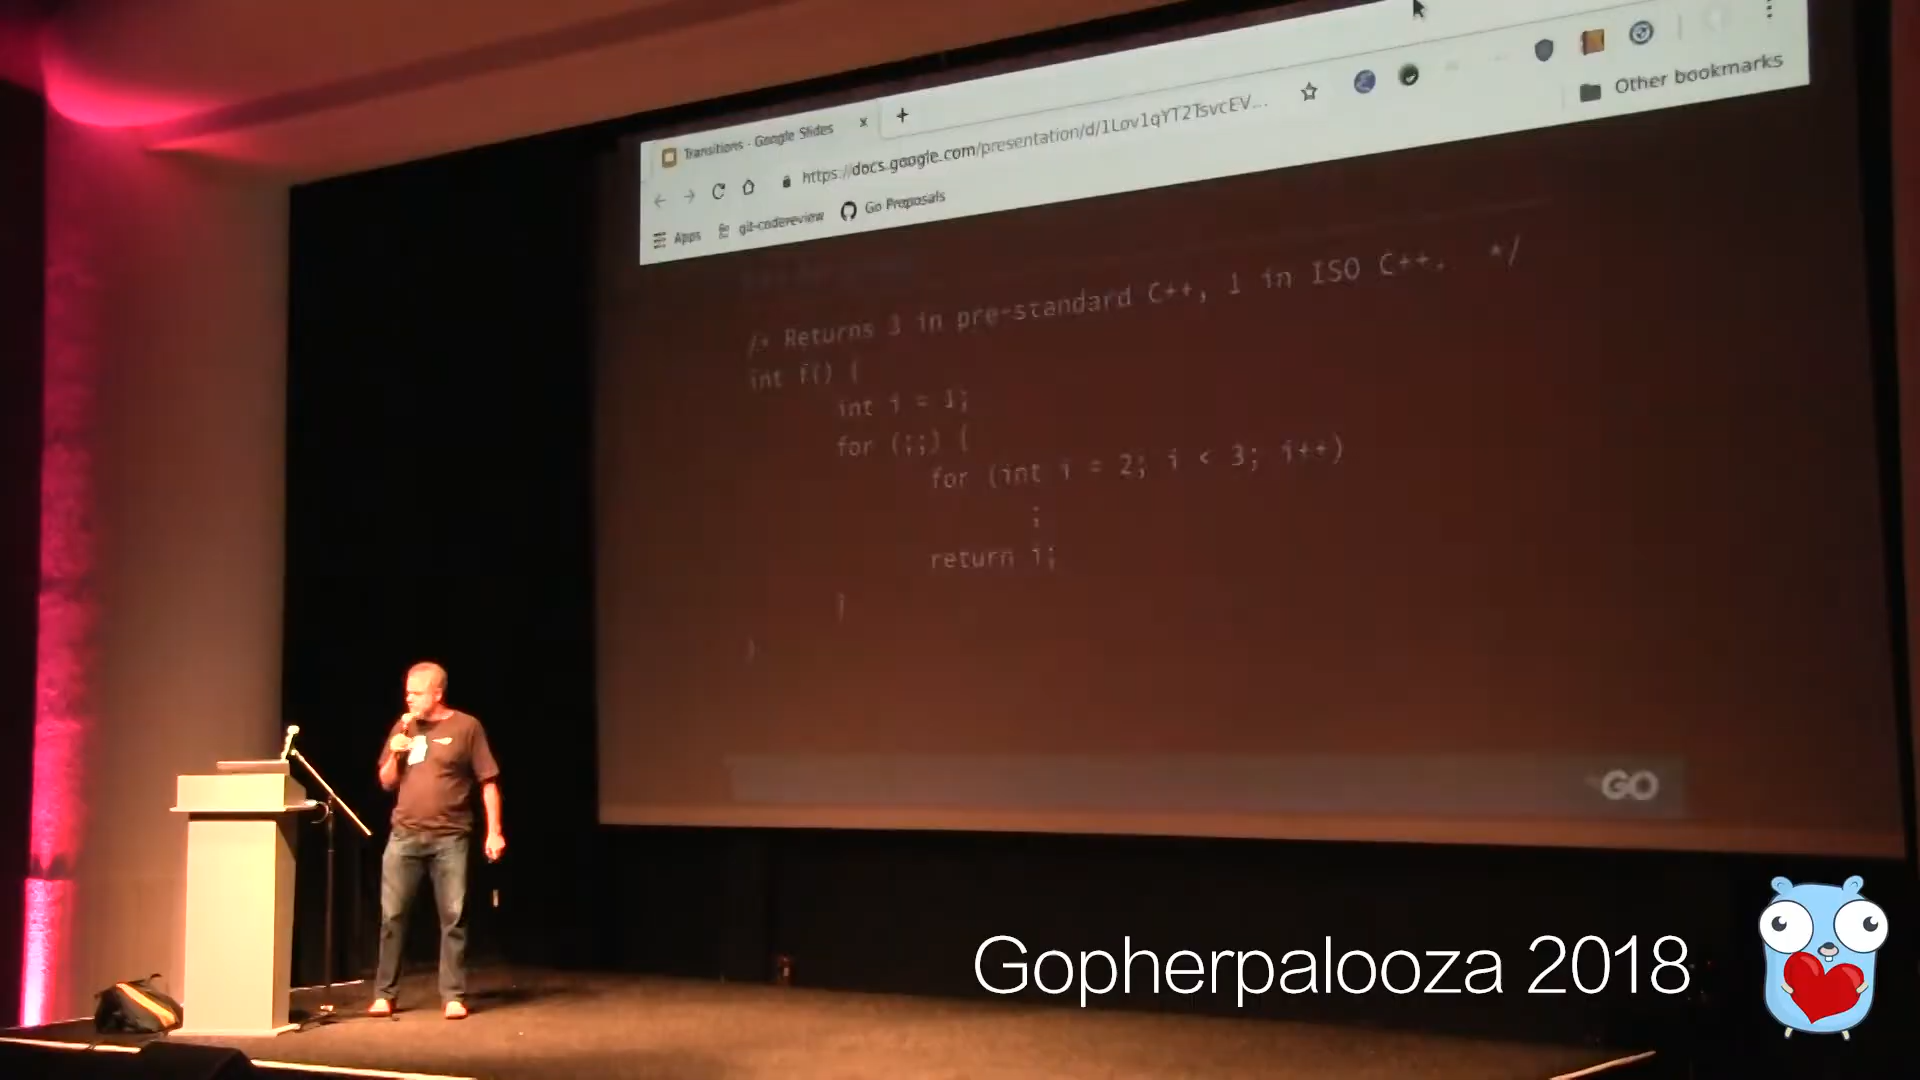 Transitions - Google Slides × +
https://docs.google.com/presentation/d/1Lov1qYT2TsvcEV...
Other bookmarks
Apps git-codereview Go Proposals
/* Returns 3 in pre-standard C++, 1 in ISO C++. */
int f() {
int i = 1;
for (;;) {
for (int i = 2; i < 3; i++)
;
return i;
}
}
GO
Gopherpalooza 2018